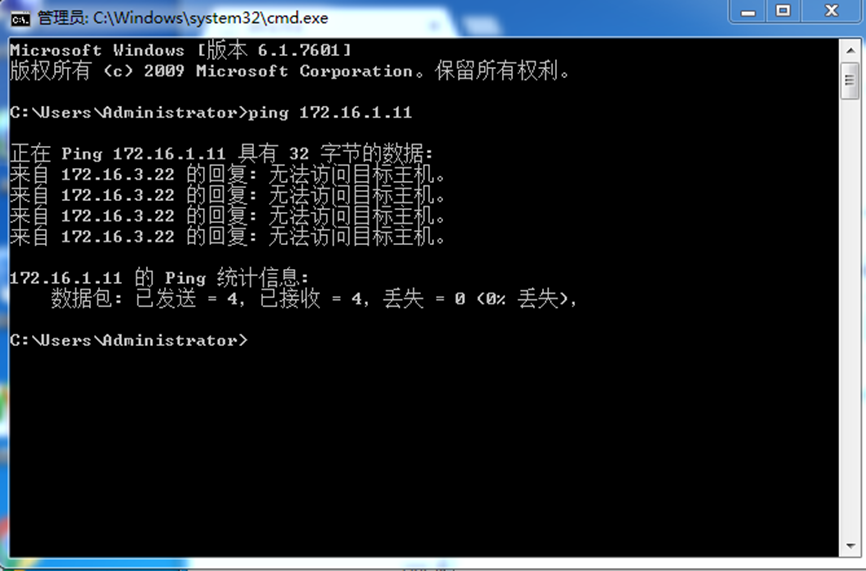 管理员: C:\Windows\system32\cmd.exe
Microsoft Windows [版本 6.1.7601]
版权所有 (c) 2009 Microsoft Corporation。保留所有权利。
C:\Users\Administrator>ping 172.16.1.11
正在 Ping 172.16.1.11 具有 32 字节的数据:
来自 172.16.3.22 的回复: 无法访问目标主机。
来自 172.16.3.22 的回复: 无法访问目标主机。
来自 172.16.3.22 的回复: 无法访问目标主机。
来自 172.16.3.22 的回复: 无法访问目标主机。
172.16.1.11 的 Ping 统计信息:
数据包: 已发送 = 4，已接收 = 4，丢失 = 0 (0% 丢失)，
C:\Users\Administrator>